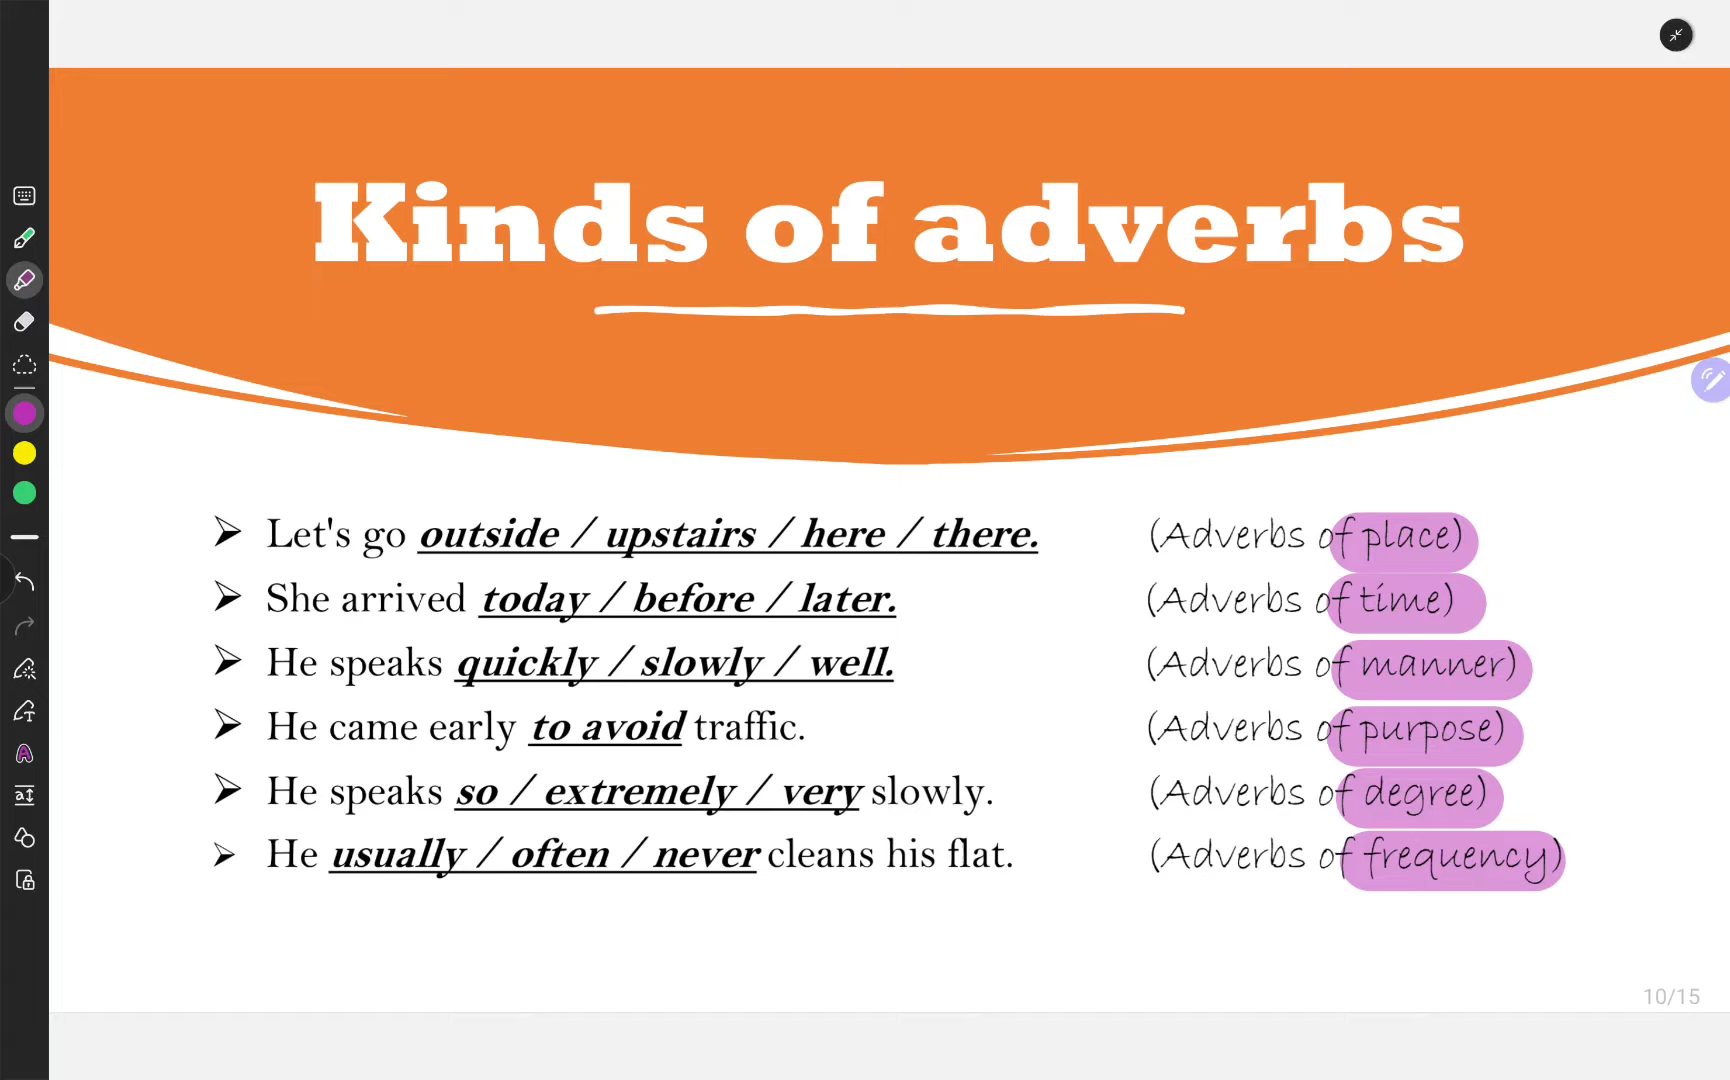 Kinds of adverbs
Let's go outside / upstairs / here / there. (Adverbs of place)
She arrived today / before / later. (Adverbs of time)
He speaks quickly / slowly / well. (Adverbs of manner)
He came early to avoid traffic. (Adverbs of purpose)
He speaks so / extremely / very slowly. (Adverbs of degree)
He usually / often / never cleans his flat. (Adverbs of frequency)
10/15